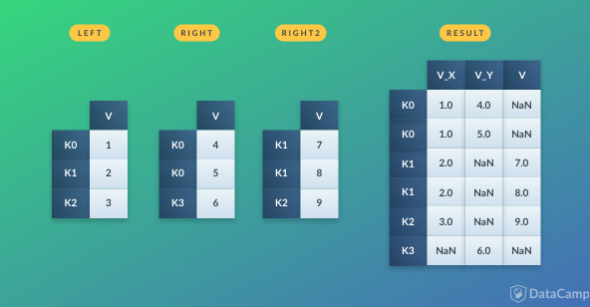 LEFT
V
K0 1
K1 2
K2 3
RIGHT
V
K0 4
K0 5
K3 6
RIGHT2
V
K1 7
K1 8
K2 9
RESULT
V_X V_Y V
K0 1.0 4.0 NaN
K0 1.0 5.0 NaN
K1 2.0 NaN 7.0
K1 2.0 NaN 8.0
K2 3.0 NaN 9.0
K3 NaN 6.0 NaN
DataCamp